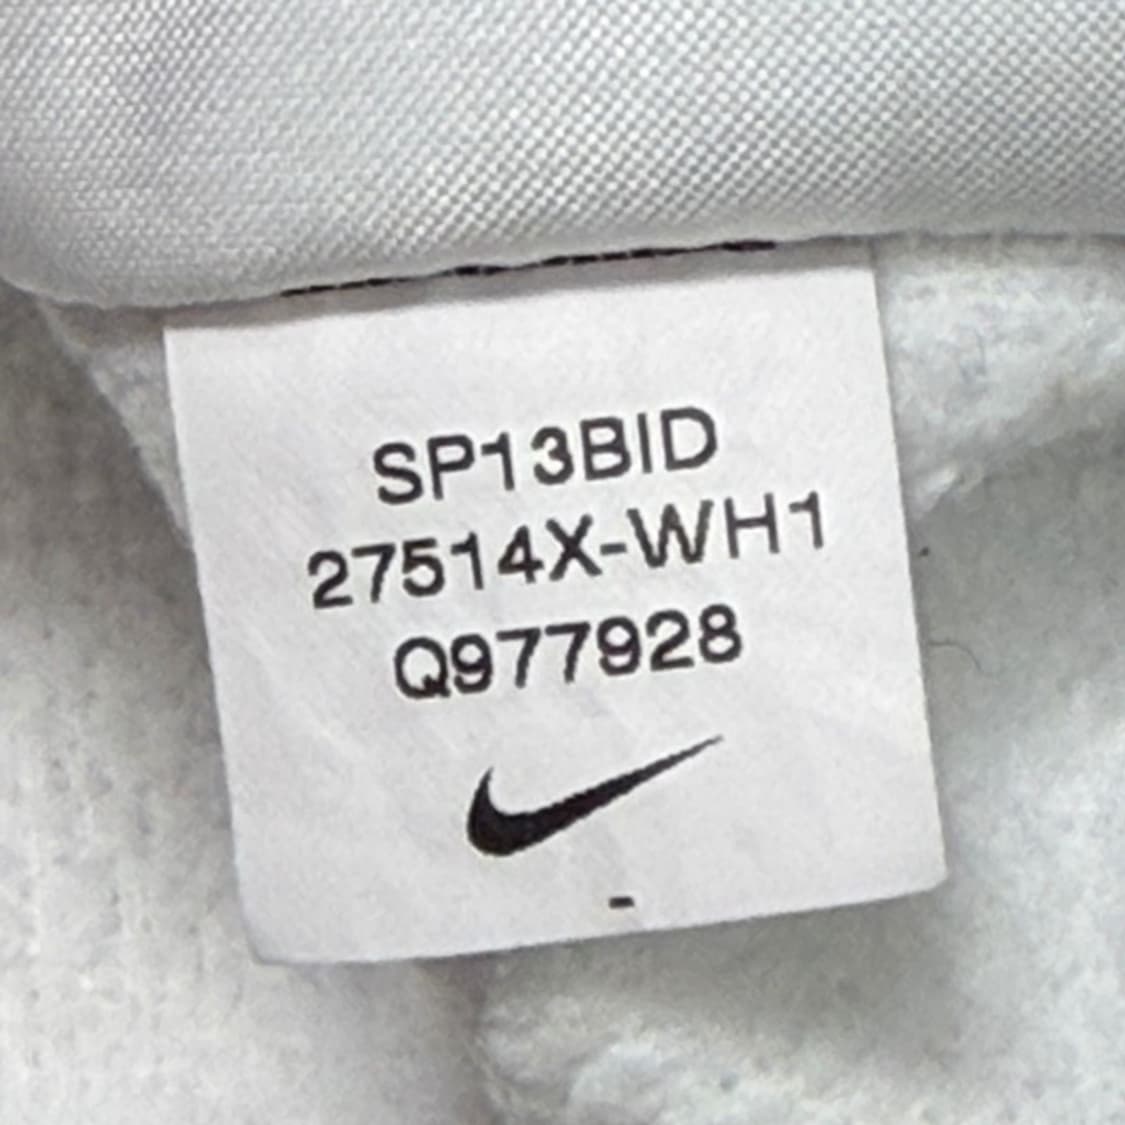 SP13BID
27514X-WH1
Q977928
-